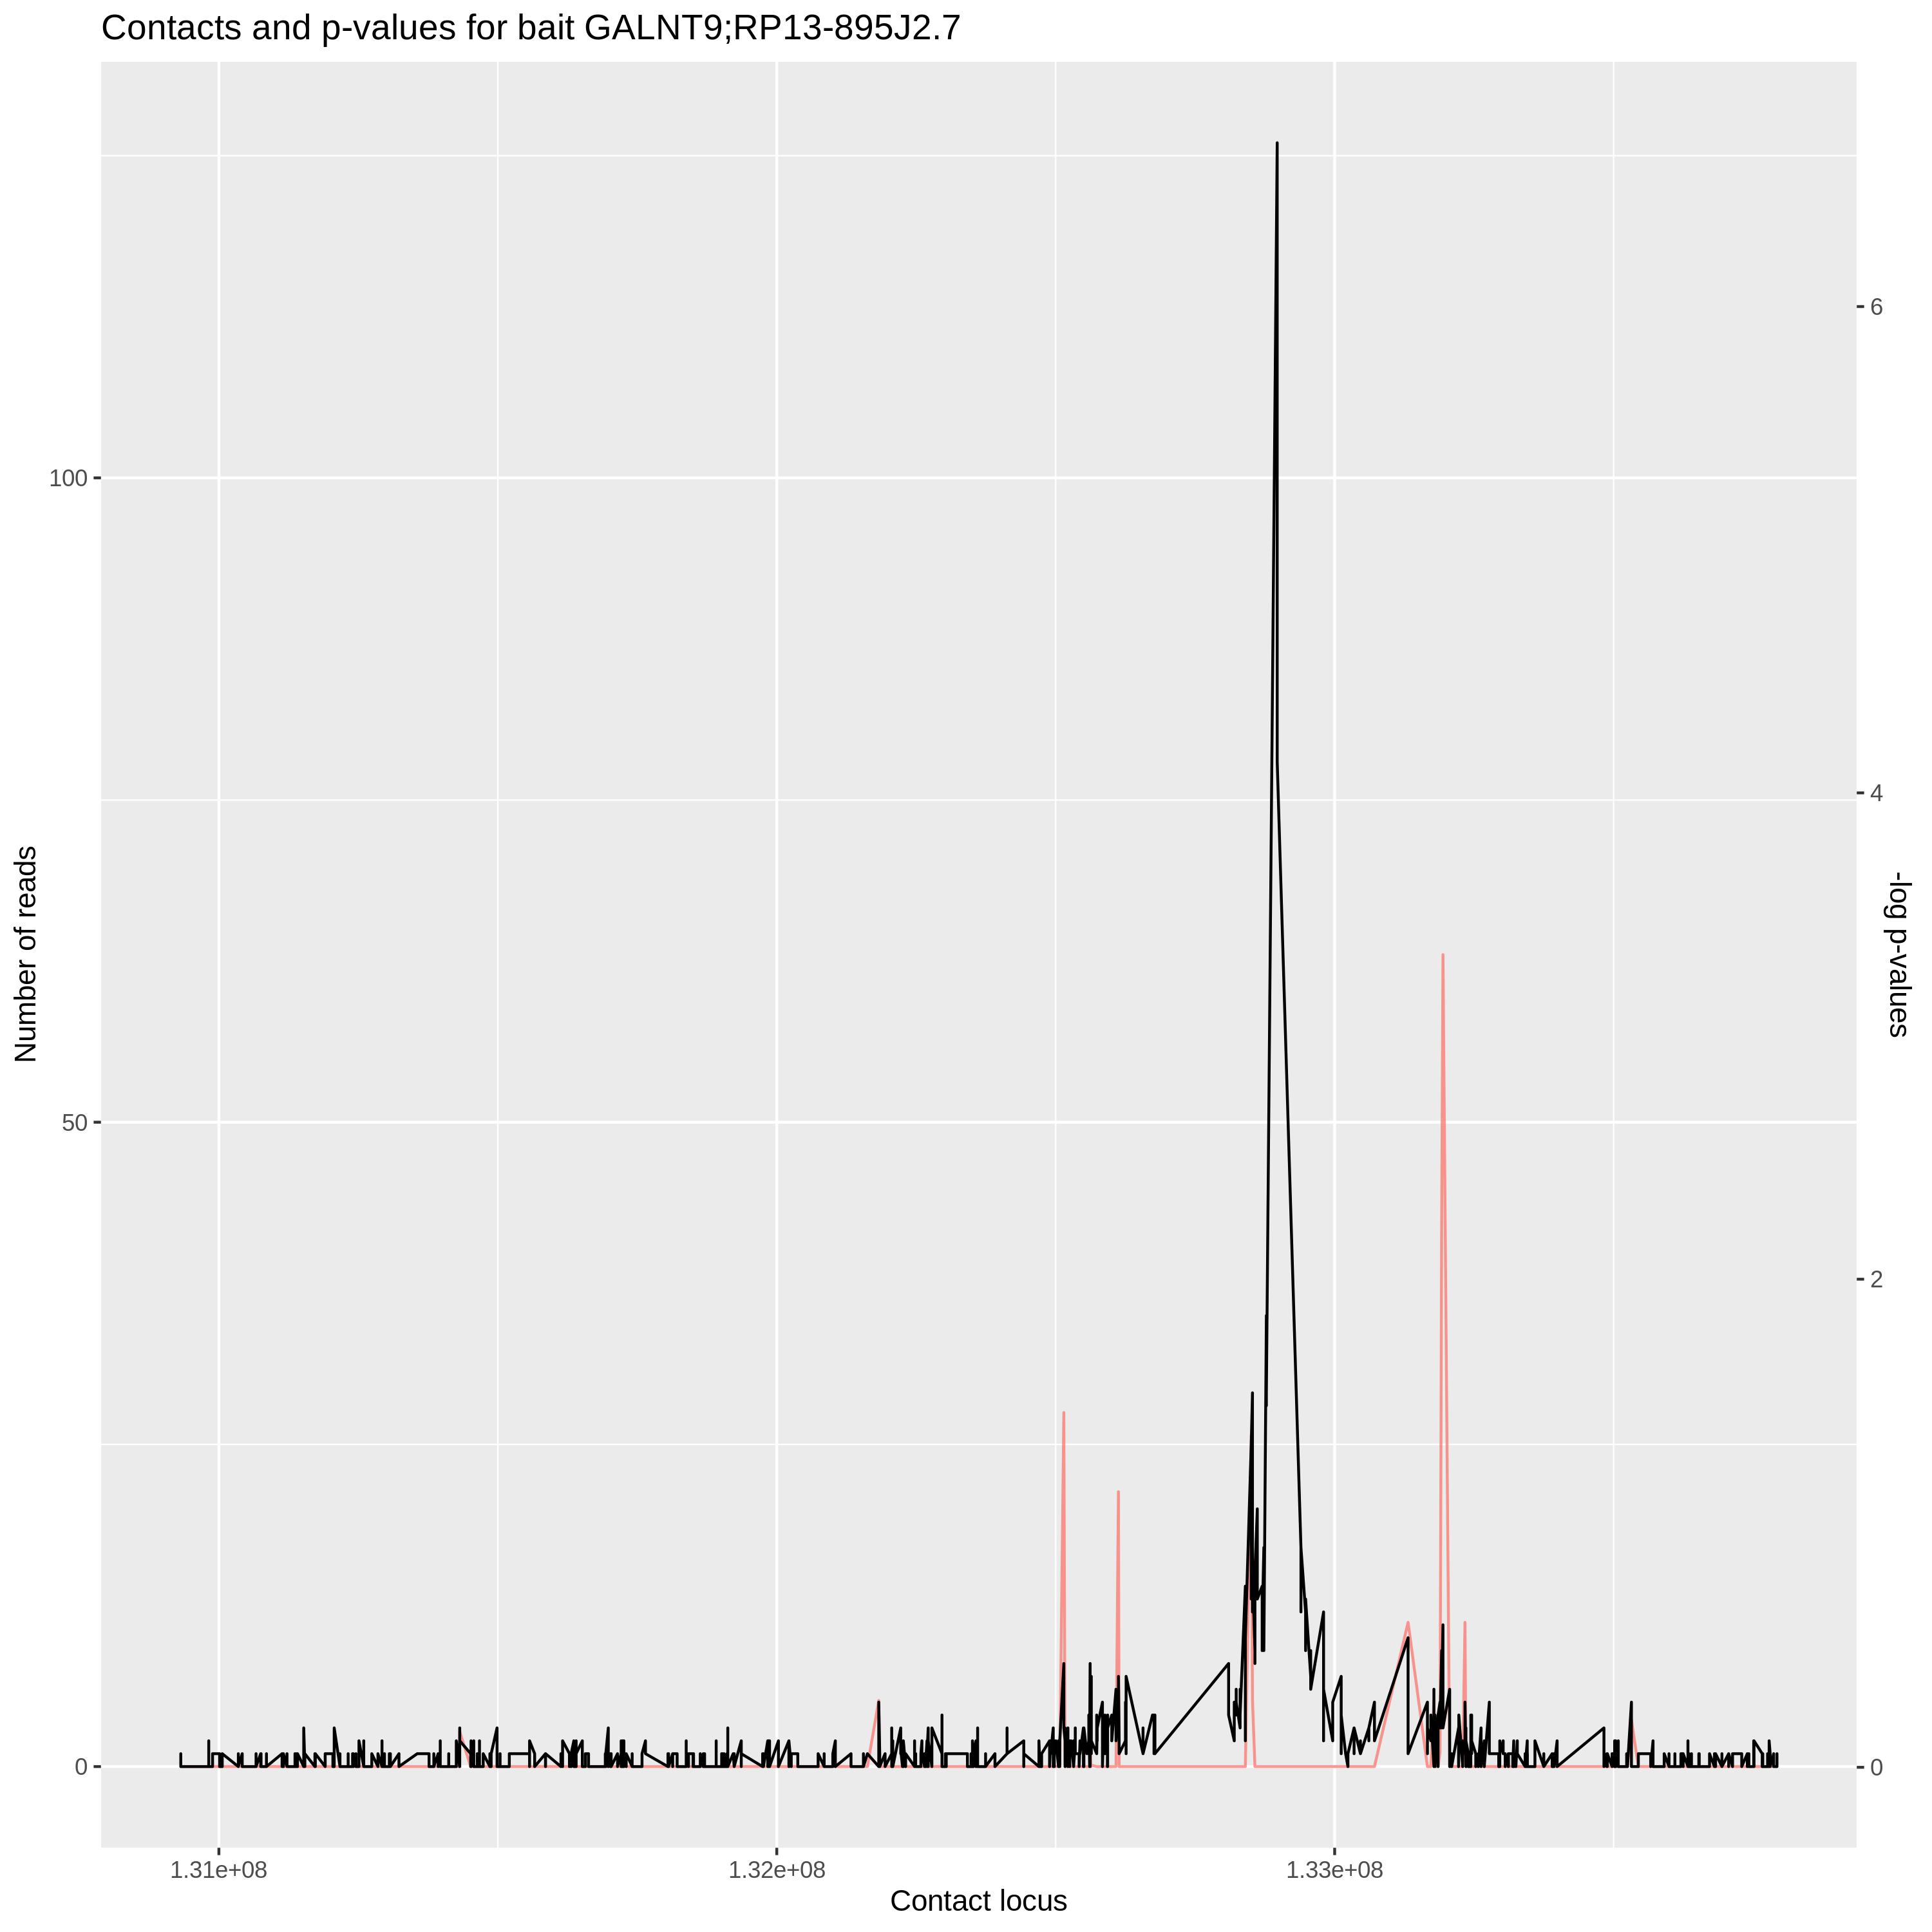 Contacts and p-values for bait GALNT9;RP13-895J2.7
100
50
0
Number of reads
6
4
2
0
-log p-values
1.31e+08
1.32e+08
1.33e+08
Contact locus